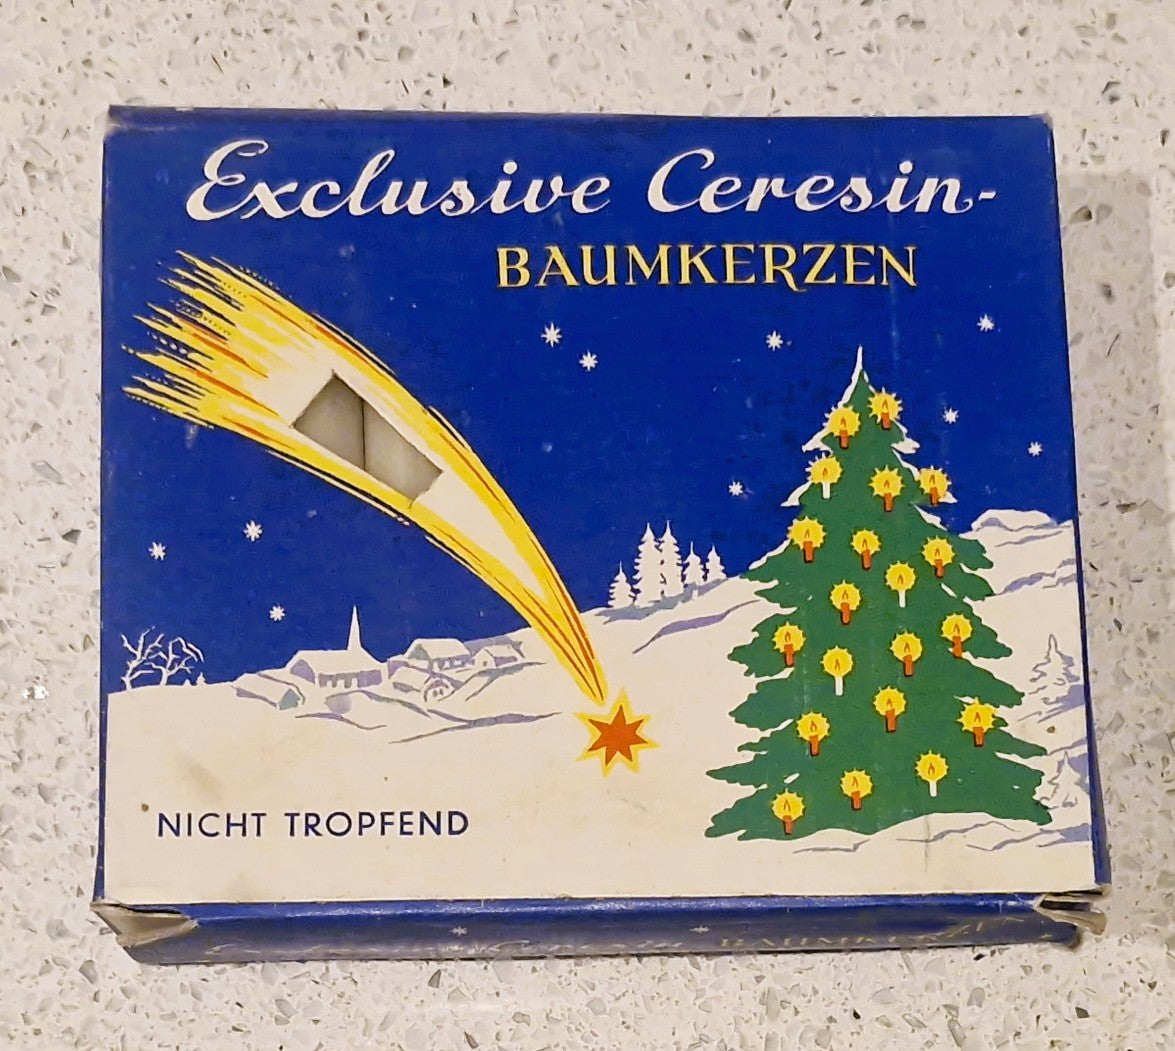 Exclusive Ceresin-
BAUMKERZEN
NICHT TROPFEND